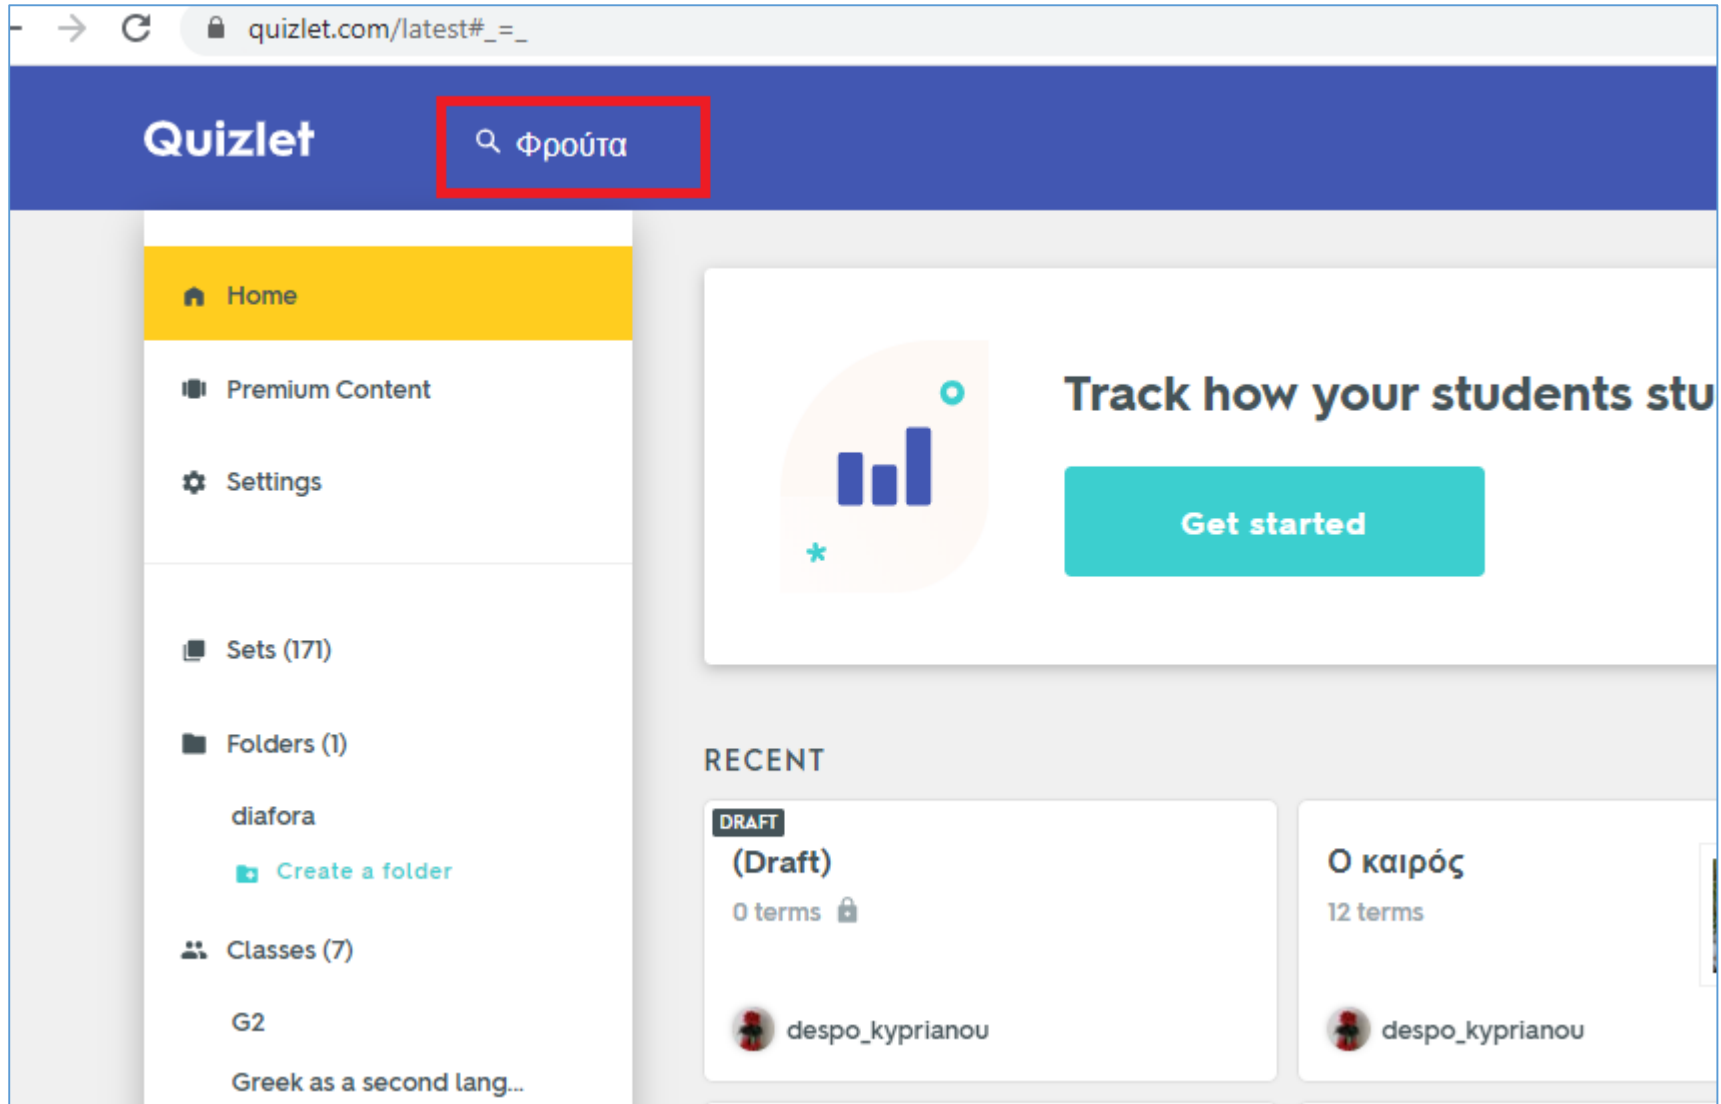 quizlet.com/latest#_=_
Quizlet
Φρούτα
Home
Premium Content
Settings
Sets (171)
Folders (1)
diafora
Create a folder
Classes (7)
G2
Greek as a second lang...
Track how your students stu
Get started
RECENT
DRAFT
(Draft)
0 terms
despo_kyprianou
Ο καιρός
12 terms
despo_kyprianou